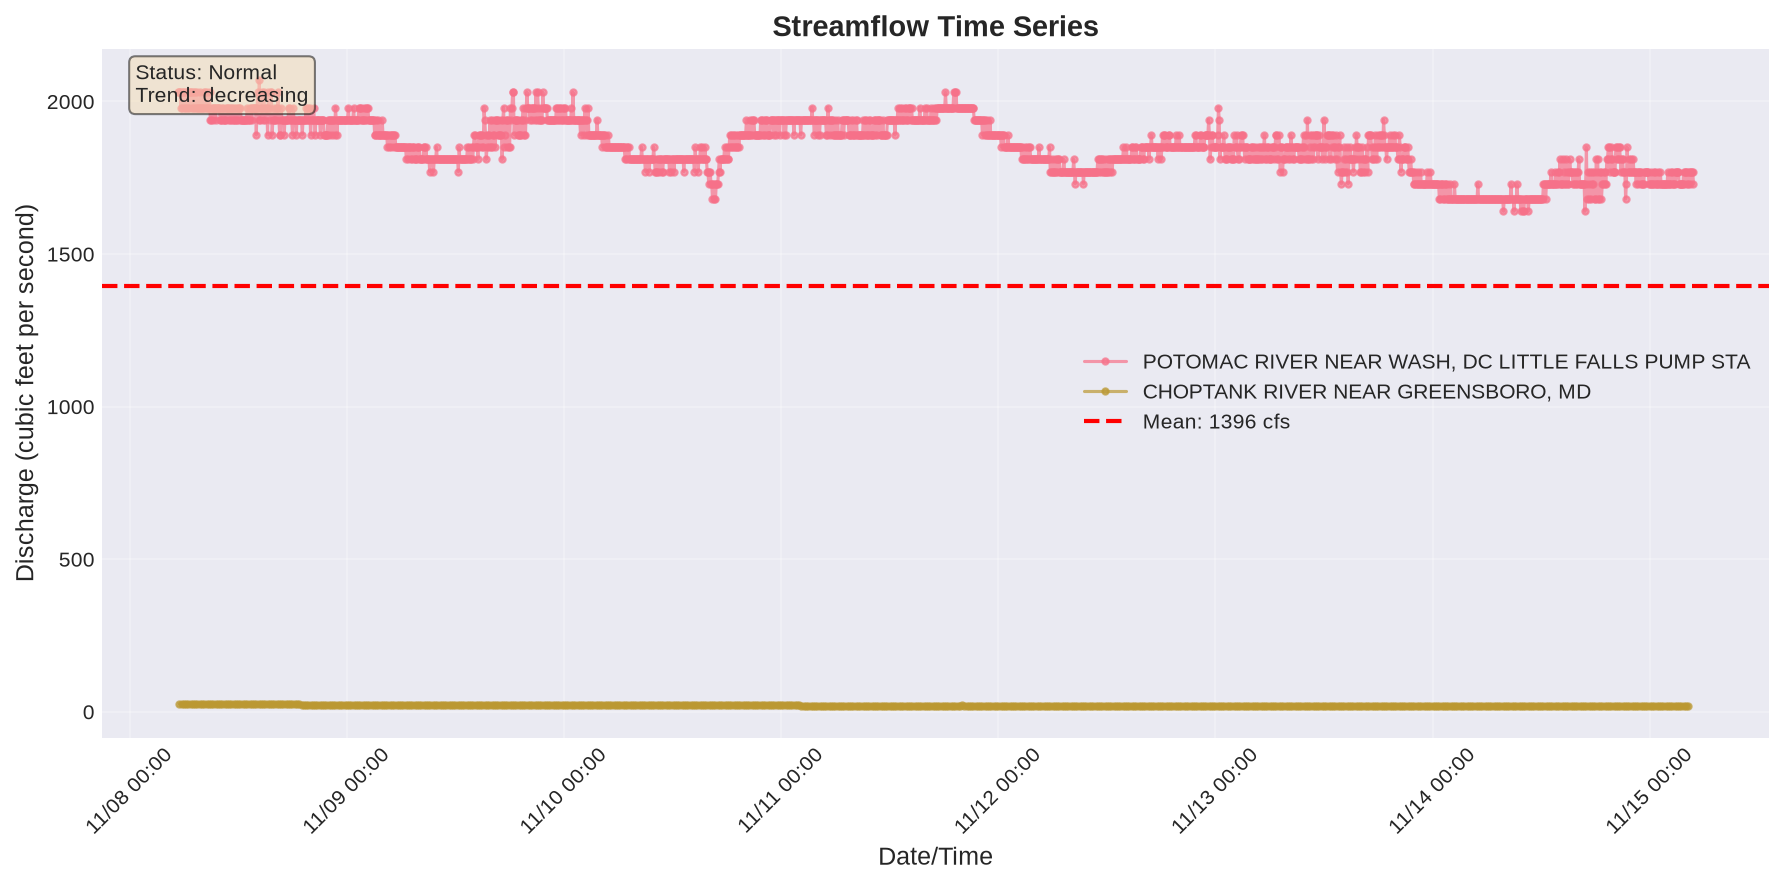 Streamflow Time Series
Status: Normal
Trend: decreasing
2000
1500
1000
500
0
Discharge (cubic feet per second)
POTOMAC RIVER NEAR WASH, DC LITTLE FALLS PUMP STA
CHOPTANK RIVER NEAR GREENSBORO, MD
Mean: 1396 cfs
11/08 00:00
11/09 00:00
11/10 00:00
11/11 00:00
11/12 00:00
11/13 00:00
11/14 00:00
11/15 00:00
Date/Time